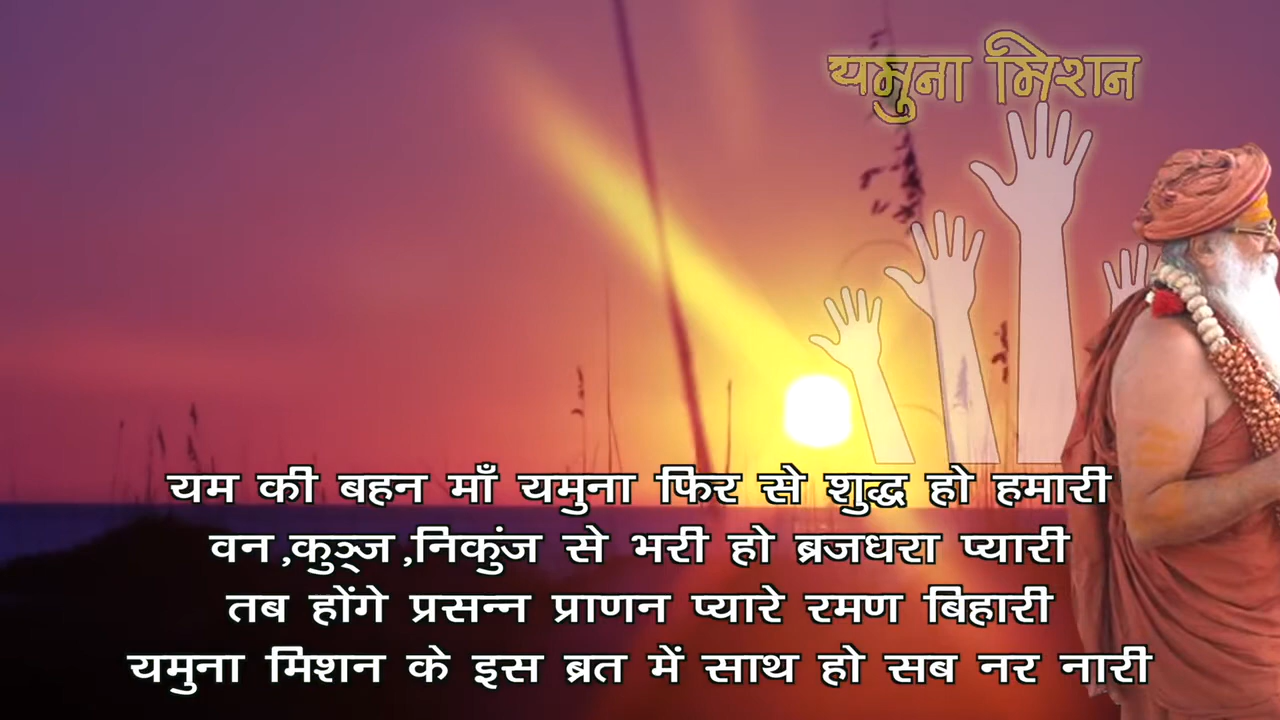 यमुना मिशन
यम की बहन माँ यमुना फिर से शुद्ध हो हमारी
वन ,कुञ्ज ,निकुंज से भरी हो ब्रजधरा प्यारी
तब होंगे प्रसन्न प्राणन प्यारे रमण बिहारी
यमुना मिशन के इस ब्रत में साथ हो सब नर नारी